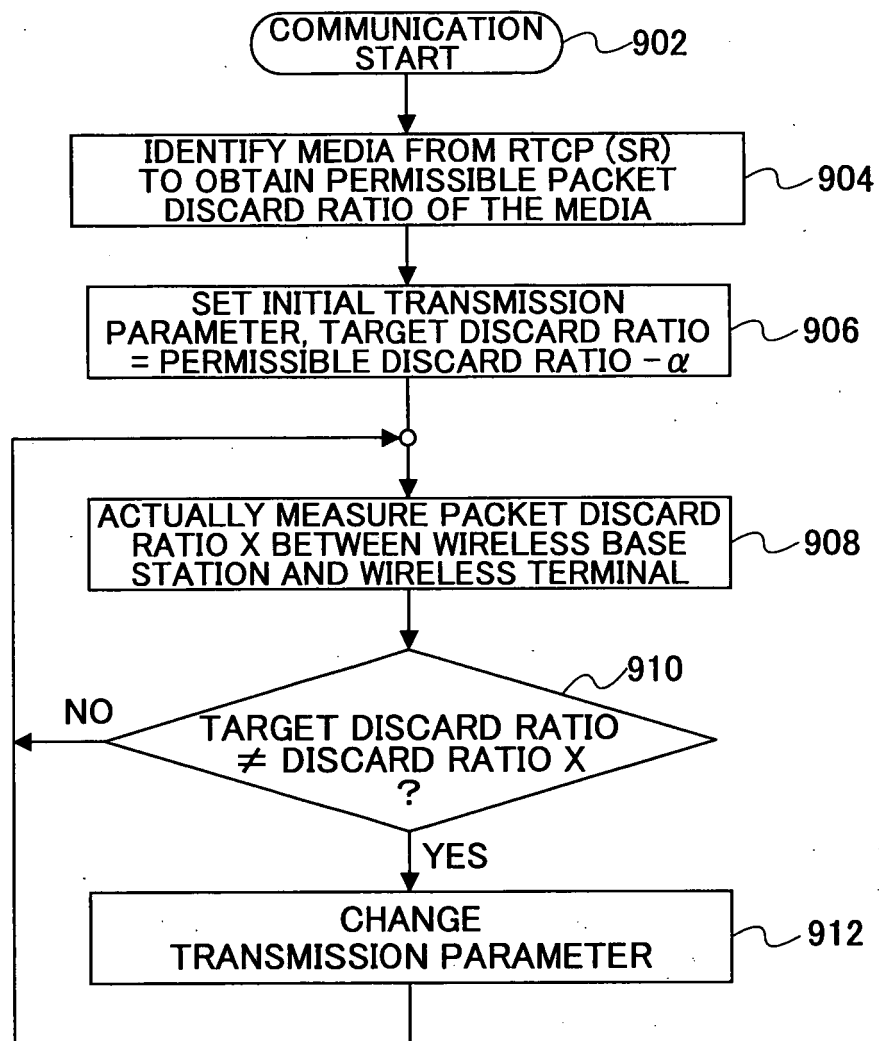 COMMUNICATION
START
902
IDENTIFY MEDIA FROM RTCP (SR)
TO OBTAIN PERMISSIBLE PACKET
DISCARD RATIO OF THE MEDIA
904
SET INITIAL TRANSMISSION
PARAMETER, TARGET DISCARD RATIO
= PERMISSIBLE DISCARD RATIO - α
906
ACTUALLY MEASURE PACKET DISCARD
RATIO X BETWEEN WIRELESS BASE
STATION AND WIRELESS TERMINAL
908
910
NO
TARGET DISCARD RATIO
≠ DISCARD RATIO X
?
YES
CHANGE
TRANSMISSION PARAMETER
912